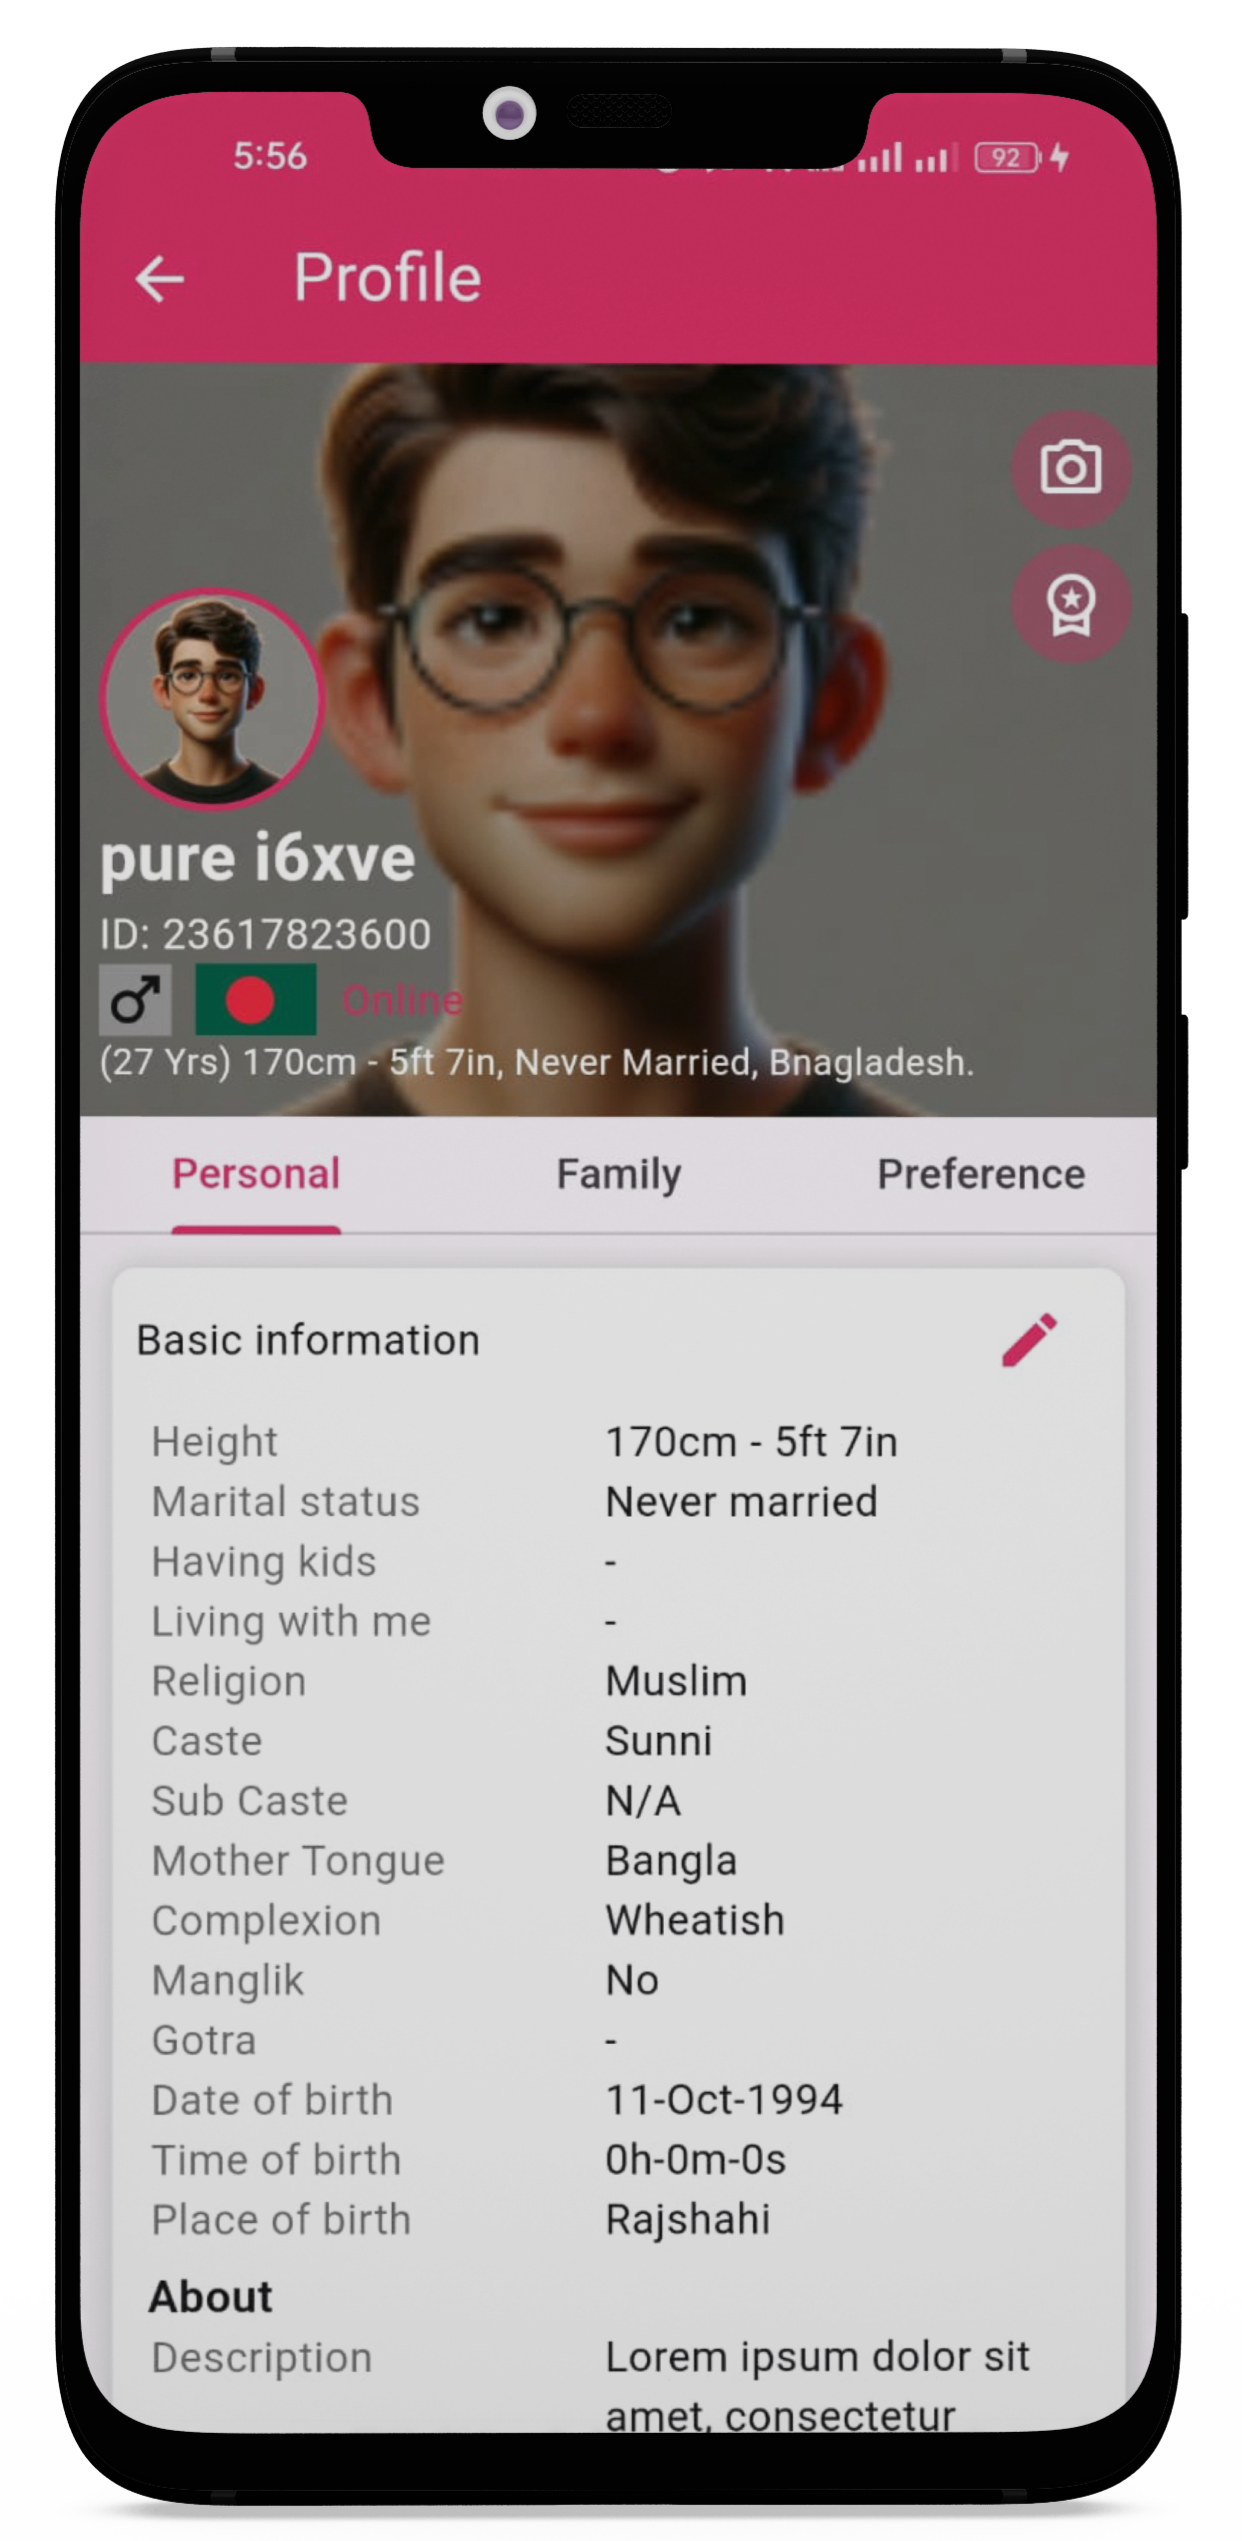 5:56
92
Profile
pure i6xve
ID: 23617823600
Online
(27 Yrs) 170cm - 5ft 7in, Never Married, Bnagladesh.
Personal Family Preference
Basic information
Height 170cm - 5ft 7in
Marital status Never married
Having kids -
Living with me -
Religion Muslim
Caste Sunni
Sub Caste N/A
Mother Tongue Bangla
Complexion Wheatish
Manglik No
Gotra -
Date of birth 11-Oct-1994
Time of birth 0h-0m-0s
Place of birth Rajshahi
About
Description Lorem ipsum dolor sit
amet, consectetur